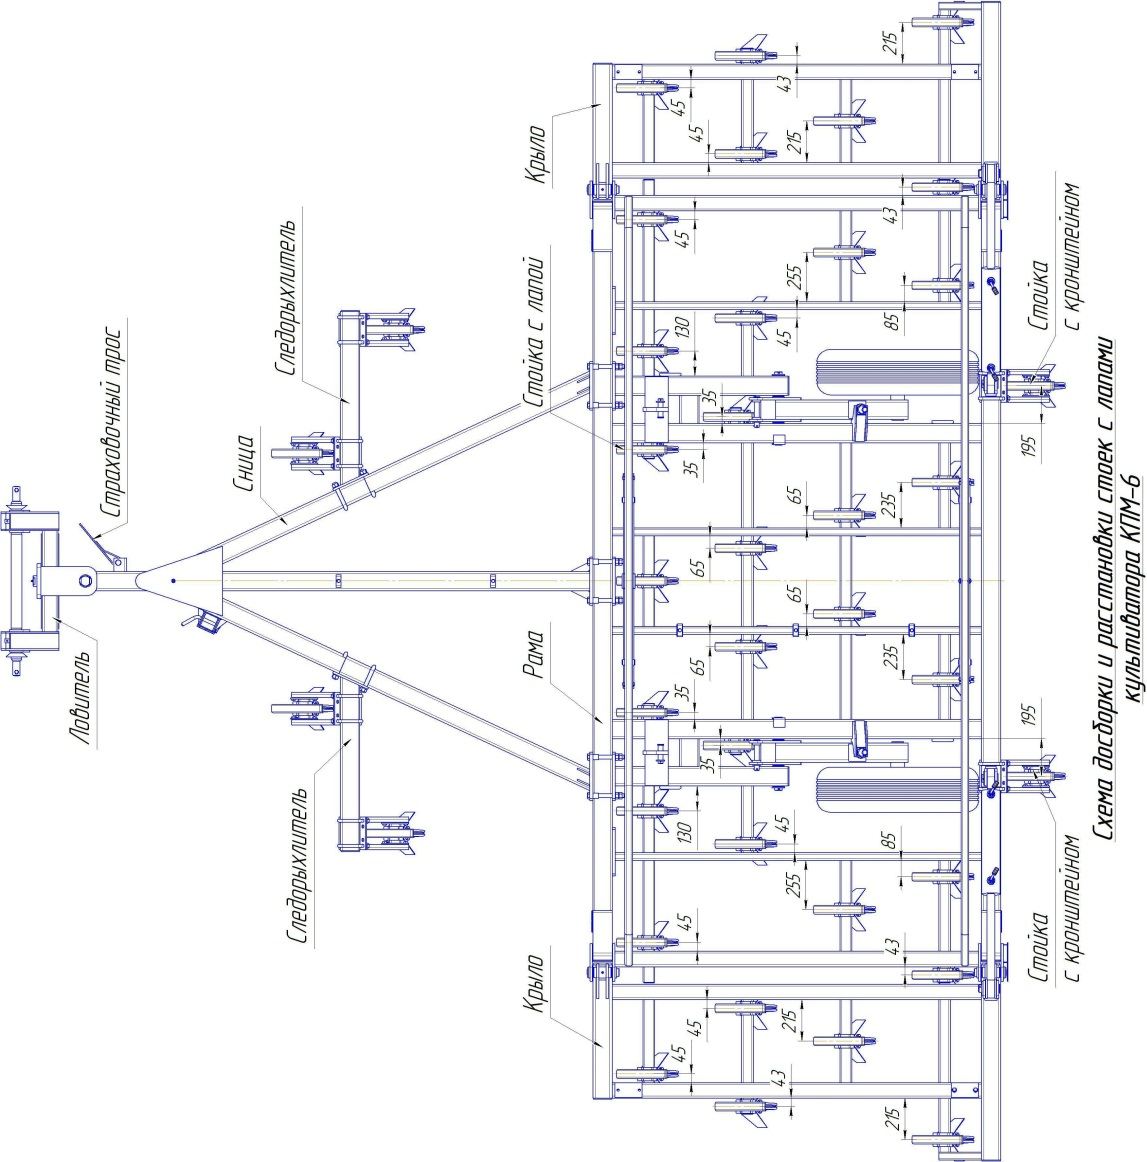 Ловитель
Страховочный трос
Сница
Следорыхлитель
Следорыхлитель
Крыло
Рама
Стойка с лапой
Крыло
45
45
130
35
35
45
45
45
130
35
35
65
65
45
45
45
43
215
255
45
65
65
235
235
45
255
215
43
215
43
85
85
43
215
195
195
Стойка
с кронштейном
Стойка
с кронштейном
Схема досборки и расстановки стоек с лапами
культиватора КПМ-6